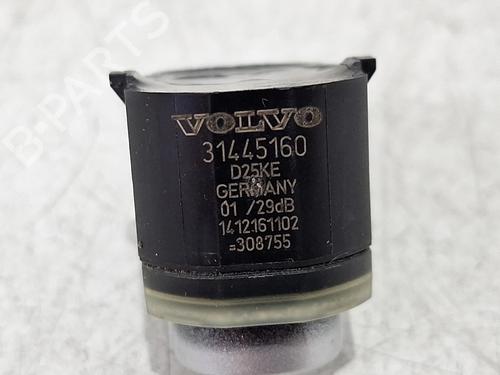 B-PARTS
VOLVO
31445160
D25KE
GERMANY
01 /29dB
1412161102
=308755